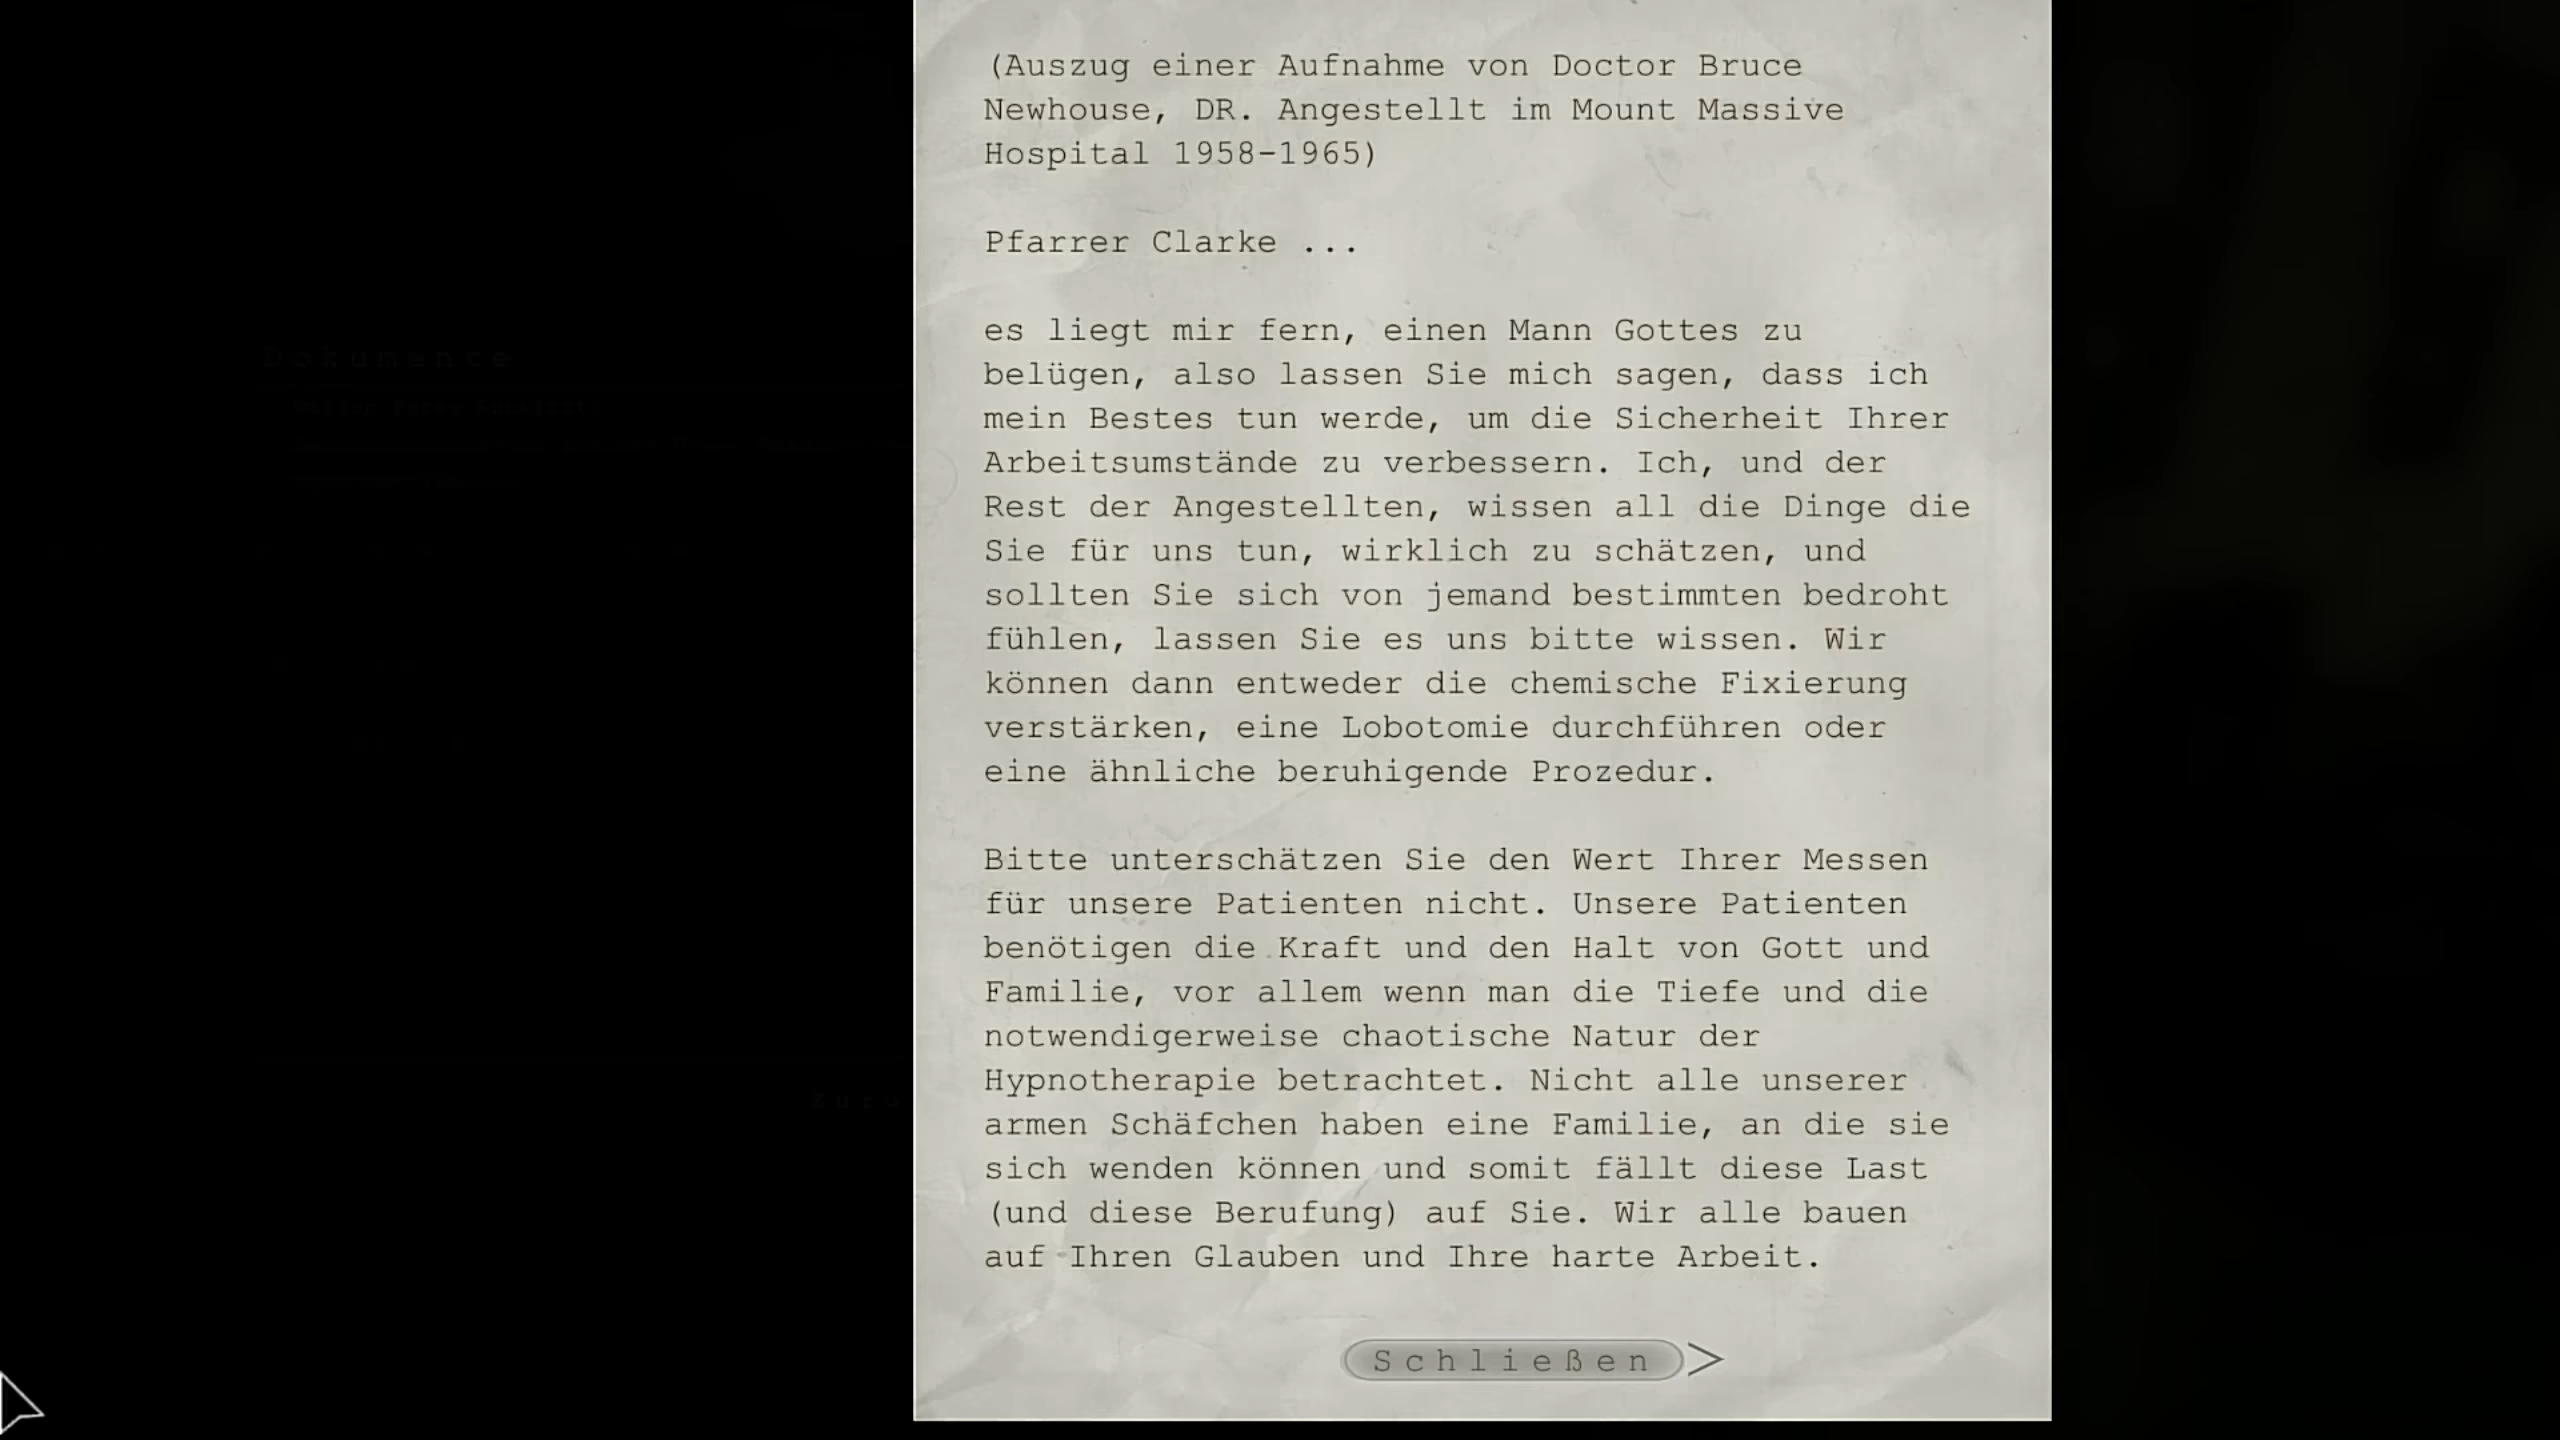 (Auszug einer Aufnahme von Doctor Bruce
Newhouse, DR. Angestellt im Mount Massive
Hospital 1958-1965)
Pfarrer Clarke ...
es liegt mir fern, einen Mann Gottes zu
belügen, also lassen Sie mich sagen, dass ich
mein Bestes tun werde, um die Sicherheit Ihrer
Arbeitsumstände zu verbessern. Ich, und der
Rest der Angestellten, wissen all die Dinge die
Sie für uns tun, wirklich zu schätzen, und
sollten Sie sich von jemand bestimmten bedroht
fühlen, lassen Sie es uns bitte wissen. Wir
können dann entweder die chemische Fixierung
verstärken, eine Lobotomie durchführen oder
eine ähnliche beruhigende Prozedur.
Bitte unterschätzen Sie den Wert Ihrer Messen
für unsere Patienten nicht. Unsere Patienten
benötigen die Kraft und den Halt von Gott und
Familie, vor allem wenn man die Tiefe und die
notwendigerweise chaotische Natur der
Hypnotherapie betrachtet. Nicht alle unserer
armen Schäfchen haben eine Familie, an die sie
sich wenden können und somit fällt diese Last
(und diese Berufung) auf Sie. Wir alle bauen
auf Ihren Glauben und Ihre harte Arbeit.
Schließen >